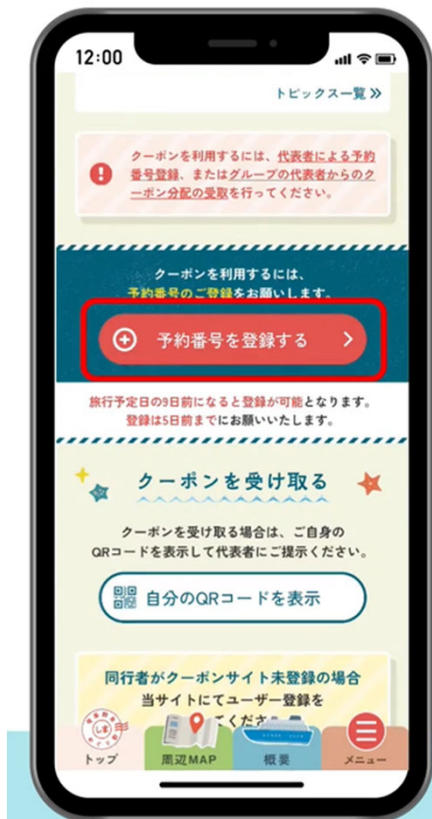 12:00
トピックス一覧 »
クーポンを利用するには、代表者による予約
番号登録、またはグループの代表者からのク
ーポン分配の受取を行ってください。
クーポンを利用するには、
予約番号のご登録をお願いします。
予約番号を登録する
旅行予定日の9日前になると登録が可能となります。
登録は5日前までにお願いいたします。
クーポンを受け取る
クーポンを受け取る場合は、ご自身の
QRコードを表示して代表者にご提示ください。
自分のQRコードを表示
同行者がクーポンサイト未登録の場合
当サイトにてユーザー登録を
てくださ
トップ
周辺MAP
概要
メニュー